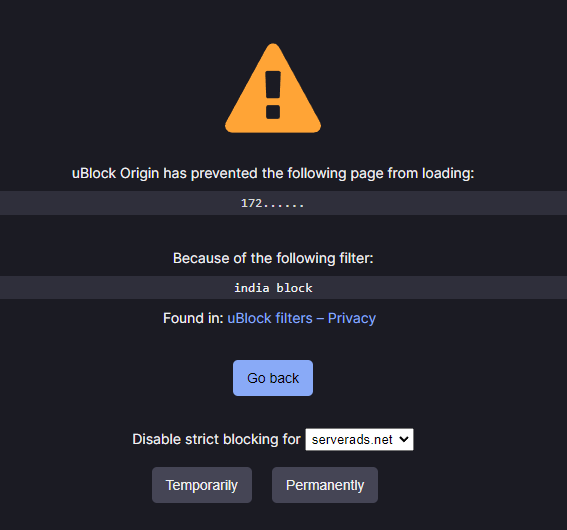 uBlock Origin has prevented the following page from loading:
172......
Because of the following filter:
india block
Found in: uBlock filters – Privacy
Go back
Disable strict blocking for serverads.net
Temporarily Permanently